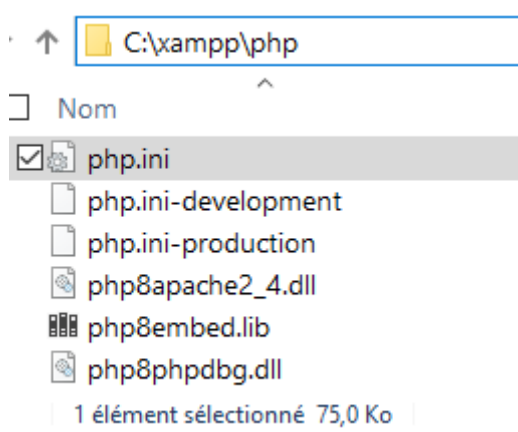 C:\xampp\php
Nom
php.ini
php.ini-development
php.ini-production
php8apache2_4.dll
php8embed.lib
php8phpdbg.dll
1 élément sélectionné 75,0 Ko